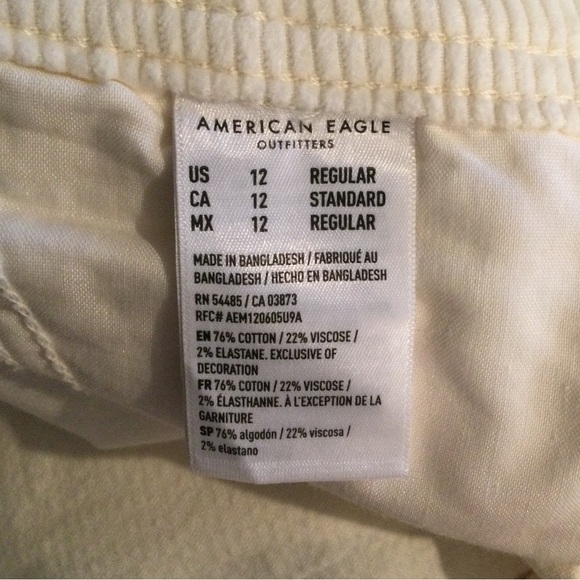 AMERICAN EAGLE
OUTFITTERS
US 12 REGULAR
CA 12 STANDARD
MX 12 REGULAR
MADE IN BANGLADESH / FABRIQUÉ AU
BANGLADESH / HECHO EN BANGLADESH
RN 54485 / CA 03873
RFC# AEM120605U9A
EN 76% COTTON / 22% VISCOSE /
2% ELASTANE. EXCLUSIVE OF
DECORATION
FR 76% COTON / 22% VISCOSE /
2% ÉLASTHANNE. À L'EXCEPTION DE LA
GARNITURE
SP 76% algodón / 22% viscosa /
2% elastano